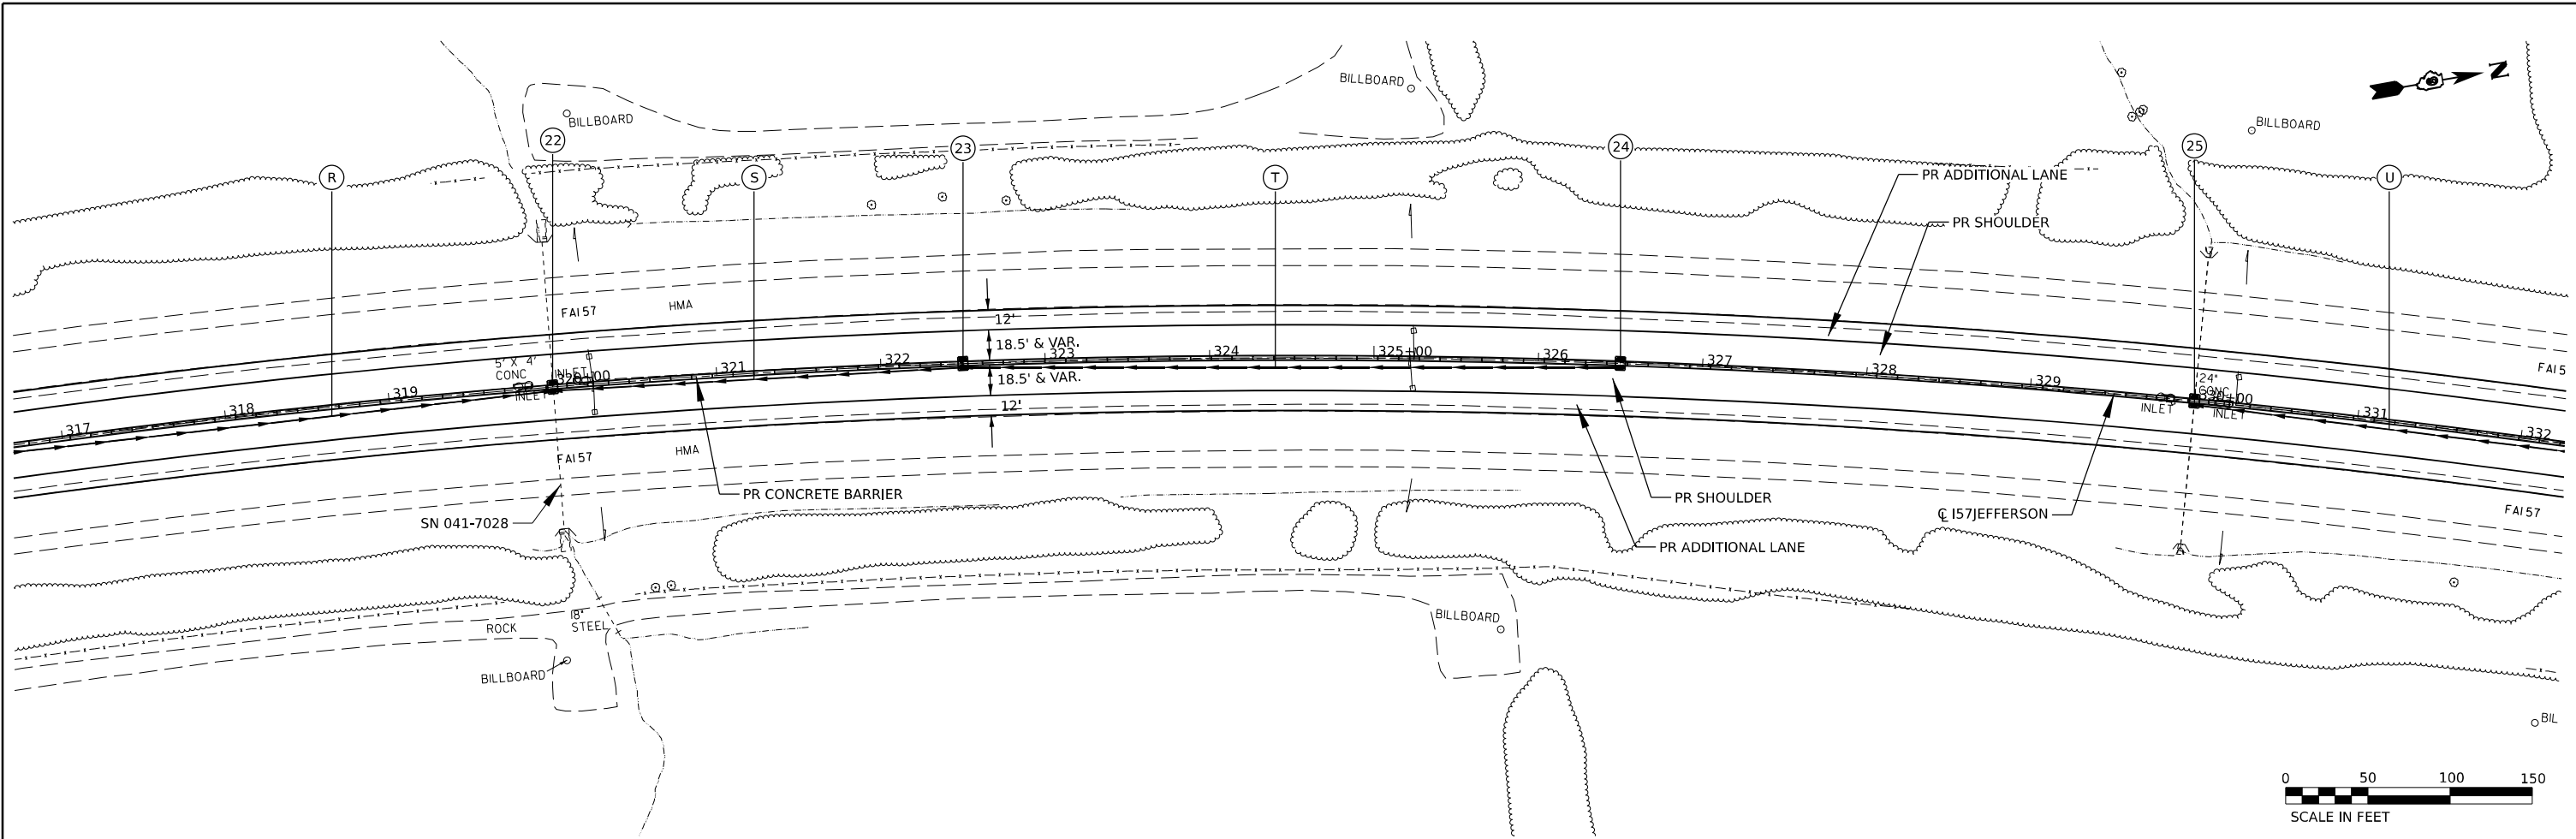 N
BILLBOARD
BILLBOARD
BILLBOARD
22
23
24
25
R
S
T
U
PR ADDITIONAL LANE
PR SHOULDER
FAI 57
HMA
12'
18.5' & VAR.
18.5' & VAR.
12'
5' X 4'
CONC
INLET
INLET
317
318
319
320+00
321
322
323
324
325+00
326
327
328
329
330+00
331
332
24"
CONC
INLET
INLET
FAI 5
FAI 57
HMA
FAI 57
SN 041-7028
PR CONCRETE BARRIER
PR SHOULDER
PR ADDITIONAL LANE
℄ I57JEFFERSON
18"
STEEL
ROCK
BILLBOARD
BILLBOARD
BIL
0 50 100 150
SCALE IN FEET